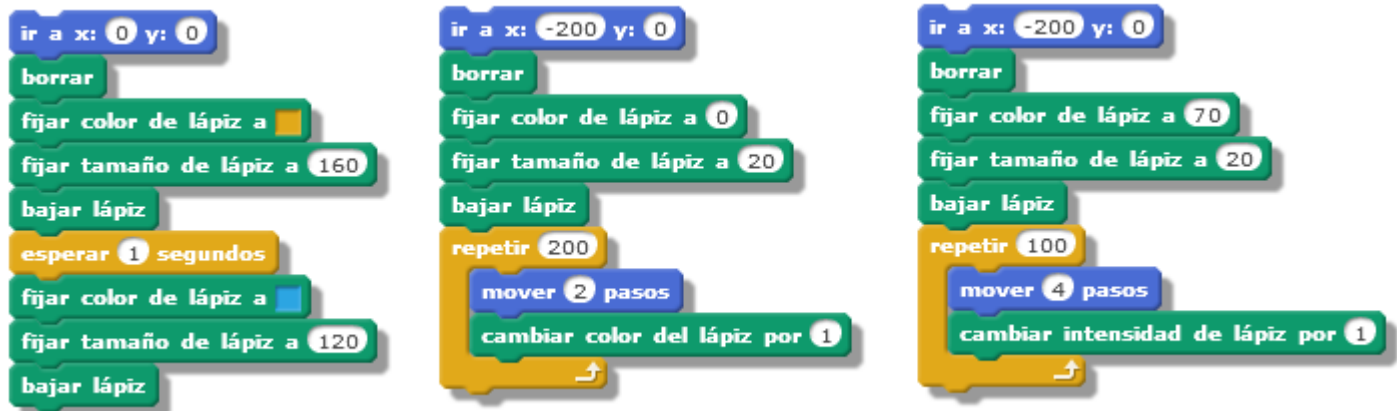 ir a x: 0 y: 0
borrar
fijar color de lápiz a
fijar tamaño de lápiz a 160
bajar lápiz
esperar 1 segundos
fijar color de lápiz a
fijar tamaño de lápiz a 120
bajar lápiz
ir a x: -200 y: 0
borrar
fijar color de lápiz a 0
fijar tamaño de lápiz a 20
bajar lápiz
repetir 200
mover 2 pasos
cambiar color del lápiz por 1
ir a x: -200 y: 0
borrar
fijar color de lápiz a 70
fijar tamaño de lápiz a 20
bajar lápiz
repetir 100
mover 4 pasos
cambiar intensidad de lápiz por 1